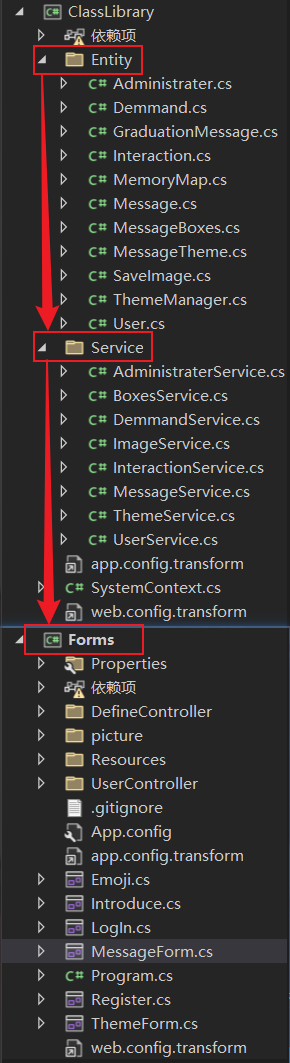 ClassLibrary
依赖项
Entity
Administrater.cs
Demmand.cs
GraduationMessage.cs
Interaction.cs
MemoryMap.cs
Message.cs
MessageBoxes.cs
MessageTheme.cs
SaveImage.cs
ThemeManager.cs
User.cs
Service
AdministraterService.cs
BoxesService.cs
DemmandService.cs
ImageService.cs
InteractionService.cs
MessageService.cs
ThemeService.cs
UserService.cs
app.config.transform
SystemContext.cs
web.config.transform
Forms
Properties
依赖项
DefineController
picture
Resources
UserController
.gitignore
App.config
app.config.transform
Emoji.cs
Introduce.cs
LogIn.cs
MessageForm.cs
Program.cs
Register.cs
ThemeForm.cs
web.config.transform